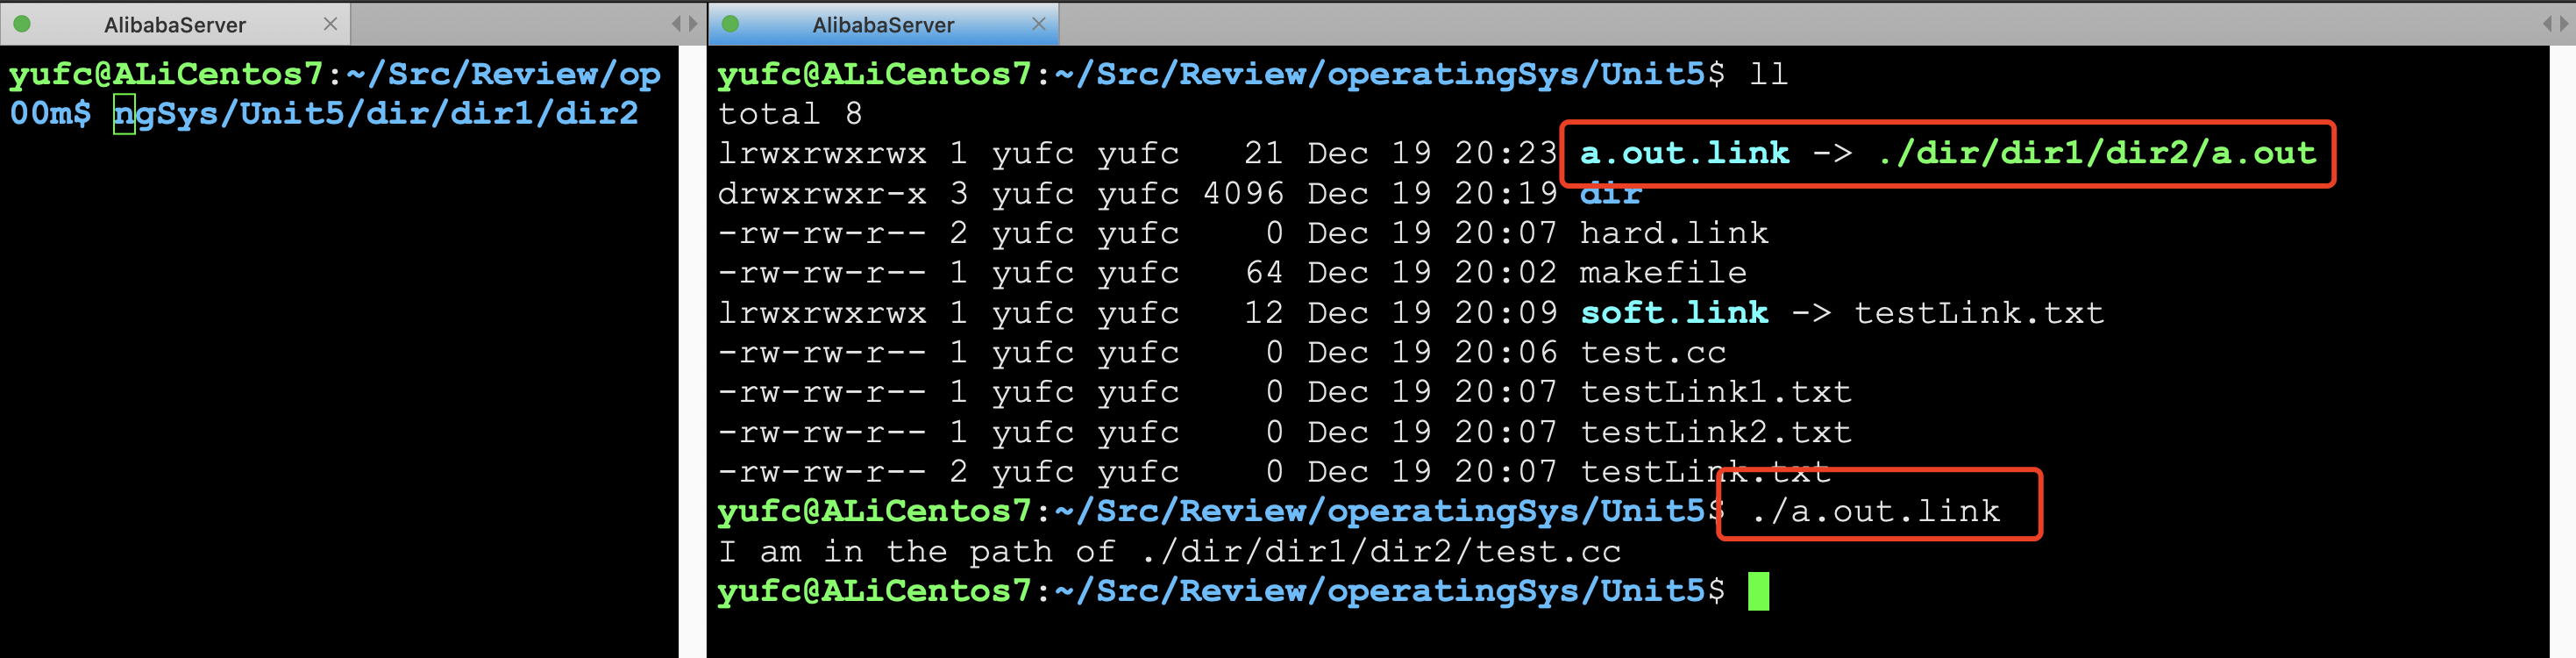 AlibabaServer
yufc@ALiCentos7:~/Src/Review/op
00m$ ngSys/Unit5/dir/dir1/dir2
AlibabaServer
yufc@ALiCentos7:~/Src/Review/operatingSys/Unit5$ ll
total 8
lrwxrwxrwx 1 yufc yufc   21 Dec 19 20:23 a.out.link -> ./dir/dir1/dir2/a.out
drwxrwxr-x 3 yufc yufc 4096 Dec 19 20:19 dir
-rw-rw-r-- 2 yufc yufc    0 Dec 19 20:07 hard.link
-rw-rw-r-- 1 yufc yufc   64 Dec 19 20:02 makefile
lrwxrwxrwx 1 yufc yufc   12 Dec 19 20:09 soft.link -> testLink.txt
-rw-rw-r-- 1 yufc yufc    0 Dec 19 20:06 test.cc
-rw-rw-r-- 1 yufc yufc    0 Dec 19 20:07 testLink1.txt
-rw-rw-r-- 1 yufc yufc    0 Dec 19 20:07 testLink2.txt
-rw-rw-r-- 2 yufc yufc    0 Dec 19 20:07 testLink.txt
yufc@ALiCentos7:~/Src/Review/operatingSys/Unit5$ ./a.out.link
I am in the path of ./dir/dir1/dir2/test.cc
yufc@ALiCentos7:~/Src/Review/operatingSys/Unit5$